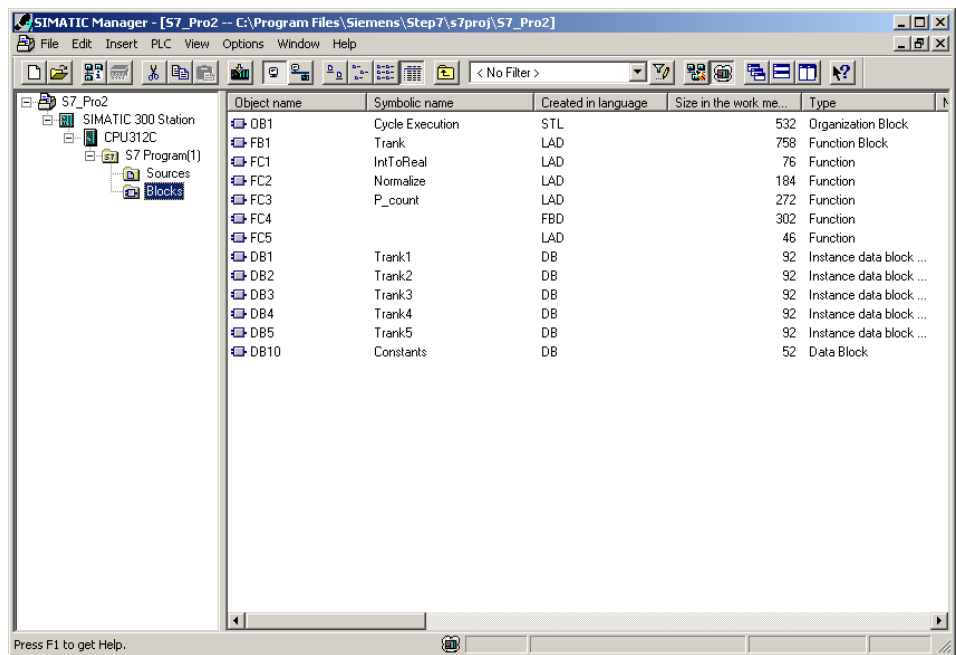 SIMATIC Manager - [S7_Pro2 -- C:\Program Files\Siemens\Step7\s7proj\S7_Pro2]
File Edit Insert PLC View Options Window Help
< No Filter >
S7_Pro2
SIMATIC 300 Station
CPU312C
S7 Program(1)
Sources
Blocks
Object name Symbolic name Created in language Size in the work me... Type
OB1 Cycle Execution STL 532 Organization Block
FB1 Trank LAD 758 Function Block
FC1 IntToReal LAD 76 Function
FC2 Normalize LAD 184 Function
FC3 P_count LAD 272 Function
FC4 FBD 302 Function
FC5 LAD 46 Function
DB1 Trank1 DB 92 Instance data block ...
DB2 Trank2 DB 92 Instance data block ...
DB3 Trank3 DB 92 Instance data block ...
DB4 Trank4 DB 92 Instance data block ...
DB5 Trank5 DB 92 Instance data block ...
DB10 Constants DB 52 Data Block
Press F1 to get Help.